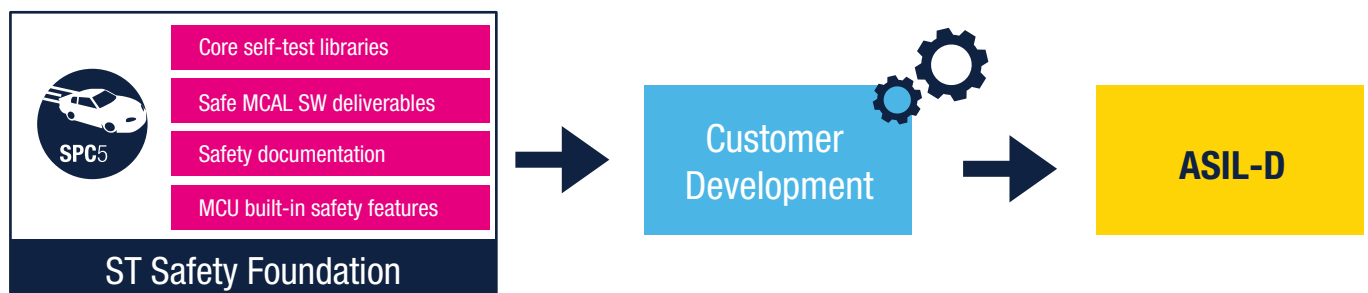 Core self-test libraries
Safe MCAL SW deliverables
Safety documentation
MCU built-in safety features
SPC5
ST Safety Foundation
Customer
Development
ASIL-D